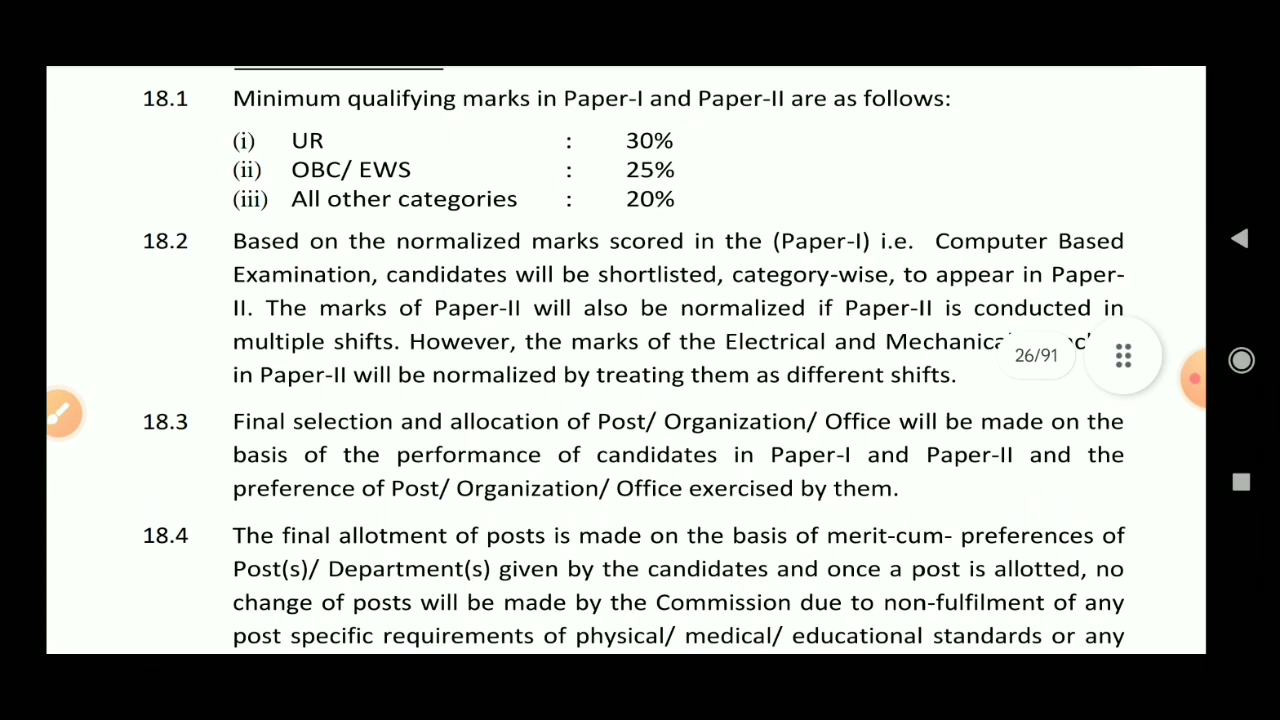 18.1 Minimum qualifying marks in Paper-I and Paper-II are as follows:
(i) UR : 30%
(ii) OBC/ EWS : 25%
(iii) All other categories : 20%
18.2 Based on the normalized marks scored in the (Paper-I) i.e. Computer Based
Examination, candidates will be shortlisted, category-wise, to appear in Paper-
II. The marks of Paper-II will also be normalized if Paper-II is conducted in
multiple shifts. However, the marks of the Electrical and Mechanical
26/91
in Paper-II will be normalized by treating them as different shifts.
18.3 Final selection and allocation of Post/ Organization/ Office will be made on the
basis of the performance of candidates in Paper-I and Paper-II and the
preference of Post/ Organization/ Office exercised by them.
18.4 The final allotment of posts is made on the basis of merit-cum- preferences of
Post(s)/ Department(s) given by the candidates and once a post is allotted, no
change of posts will be made by the Commission due to non-fulfilment of any
post specific requirements of physical/ medical/ educational standards or any